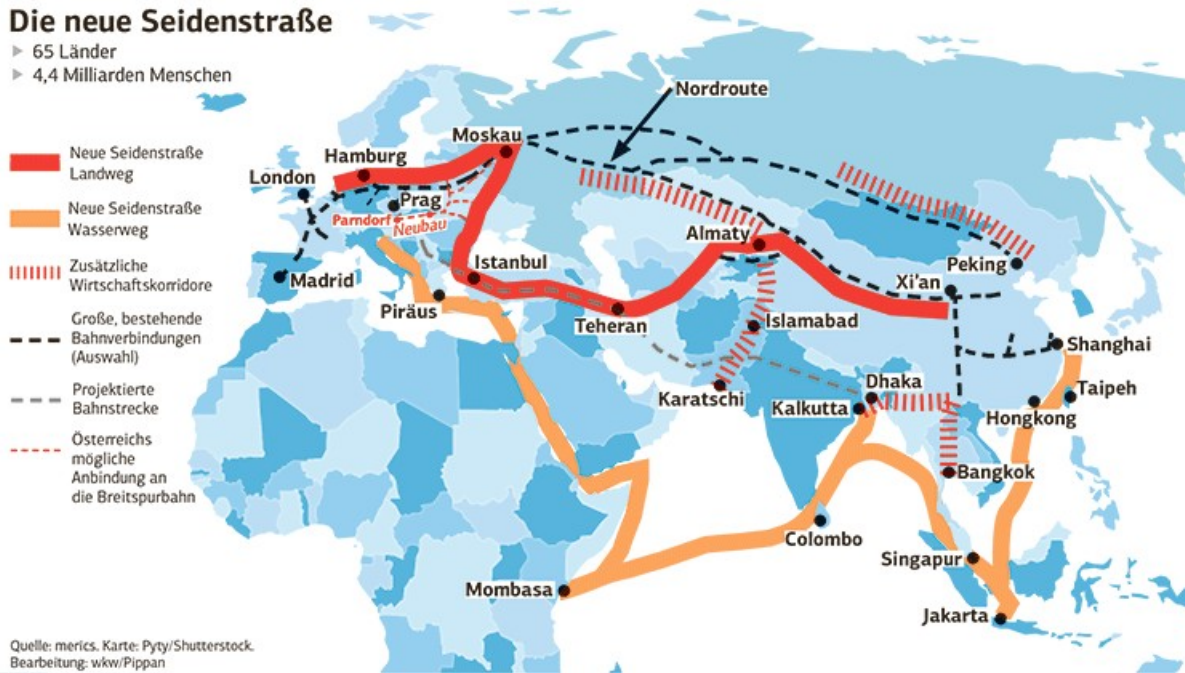 Die neue Seidenstraße
65 Länder
4,4 Milliarden Menschen
Neue Seidenstraße
Landweg
Neue Seidenstraße
Wasserweg
Zusätzliche
Wirtschaftskorridore
Große, bestehende
Bahnverbindungen
(Auswahl)
Projektierte
Bahnstrecke
Österreichs
mögliche
Anbindung an
die Breitspurbahn
Nordroute
Moskau
Hamburg
London
Prag
Parndorf
Neubau
Almaty
Istanbul
Peking
Madrid
Xi'an
Piräus
Teheran
Islamabad
Shanghai
Karatschi
Dhaka
Taipeh
Kalkutta
Hongkong
Bangkok
Colombo
Singapur
Mombasa
Jakarta
Quelle: merics. Karte: Pyty/Shutterstock.
Bearbeitung: wkw/Pippan